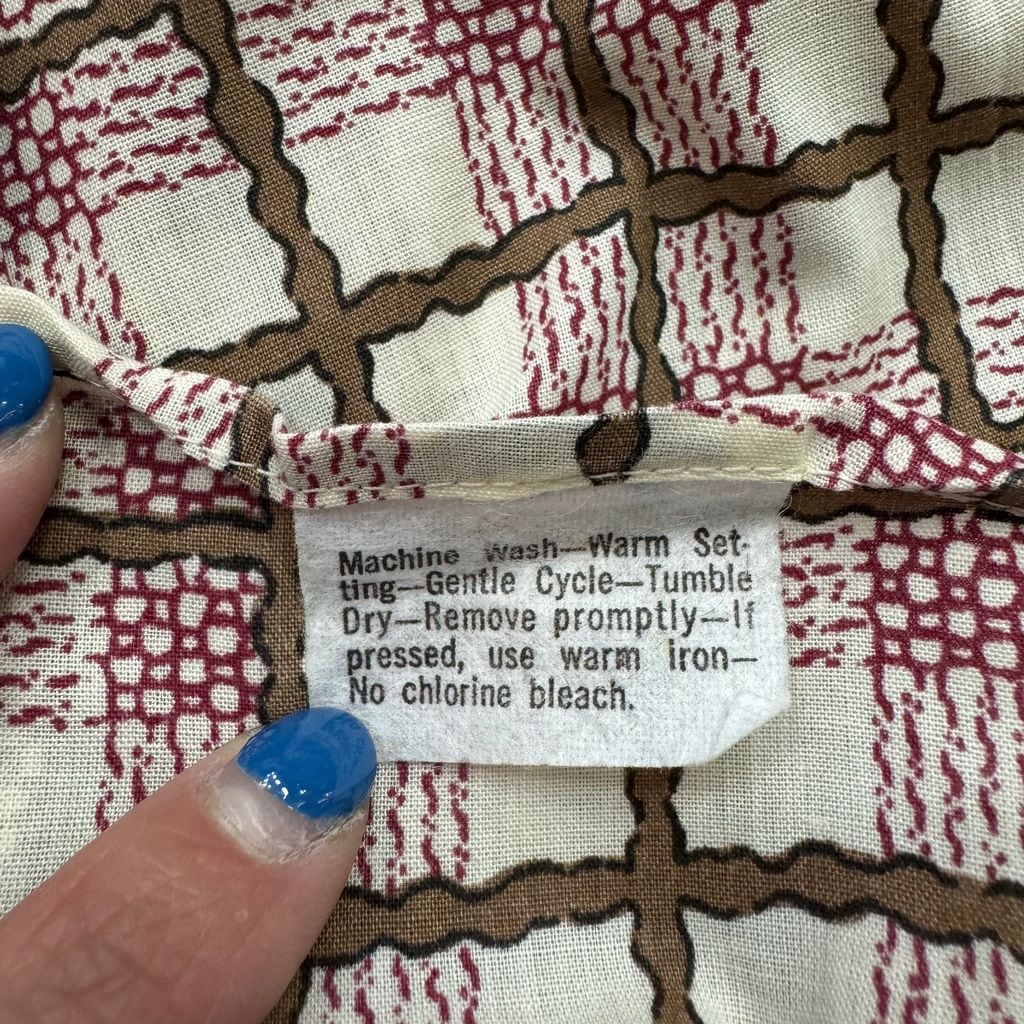 Machine wash—Warm Set-
ting—Gentle Cycle—Tumble
Dry—Remove promptly—If
pressed, use warm iron—
No chlorine bleach.